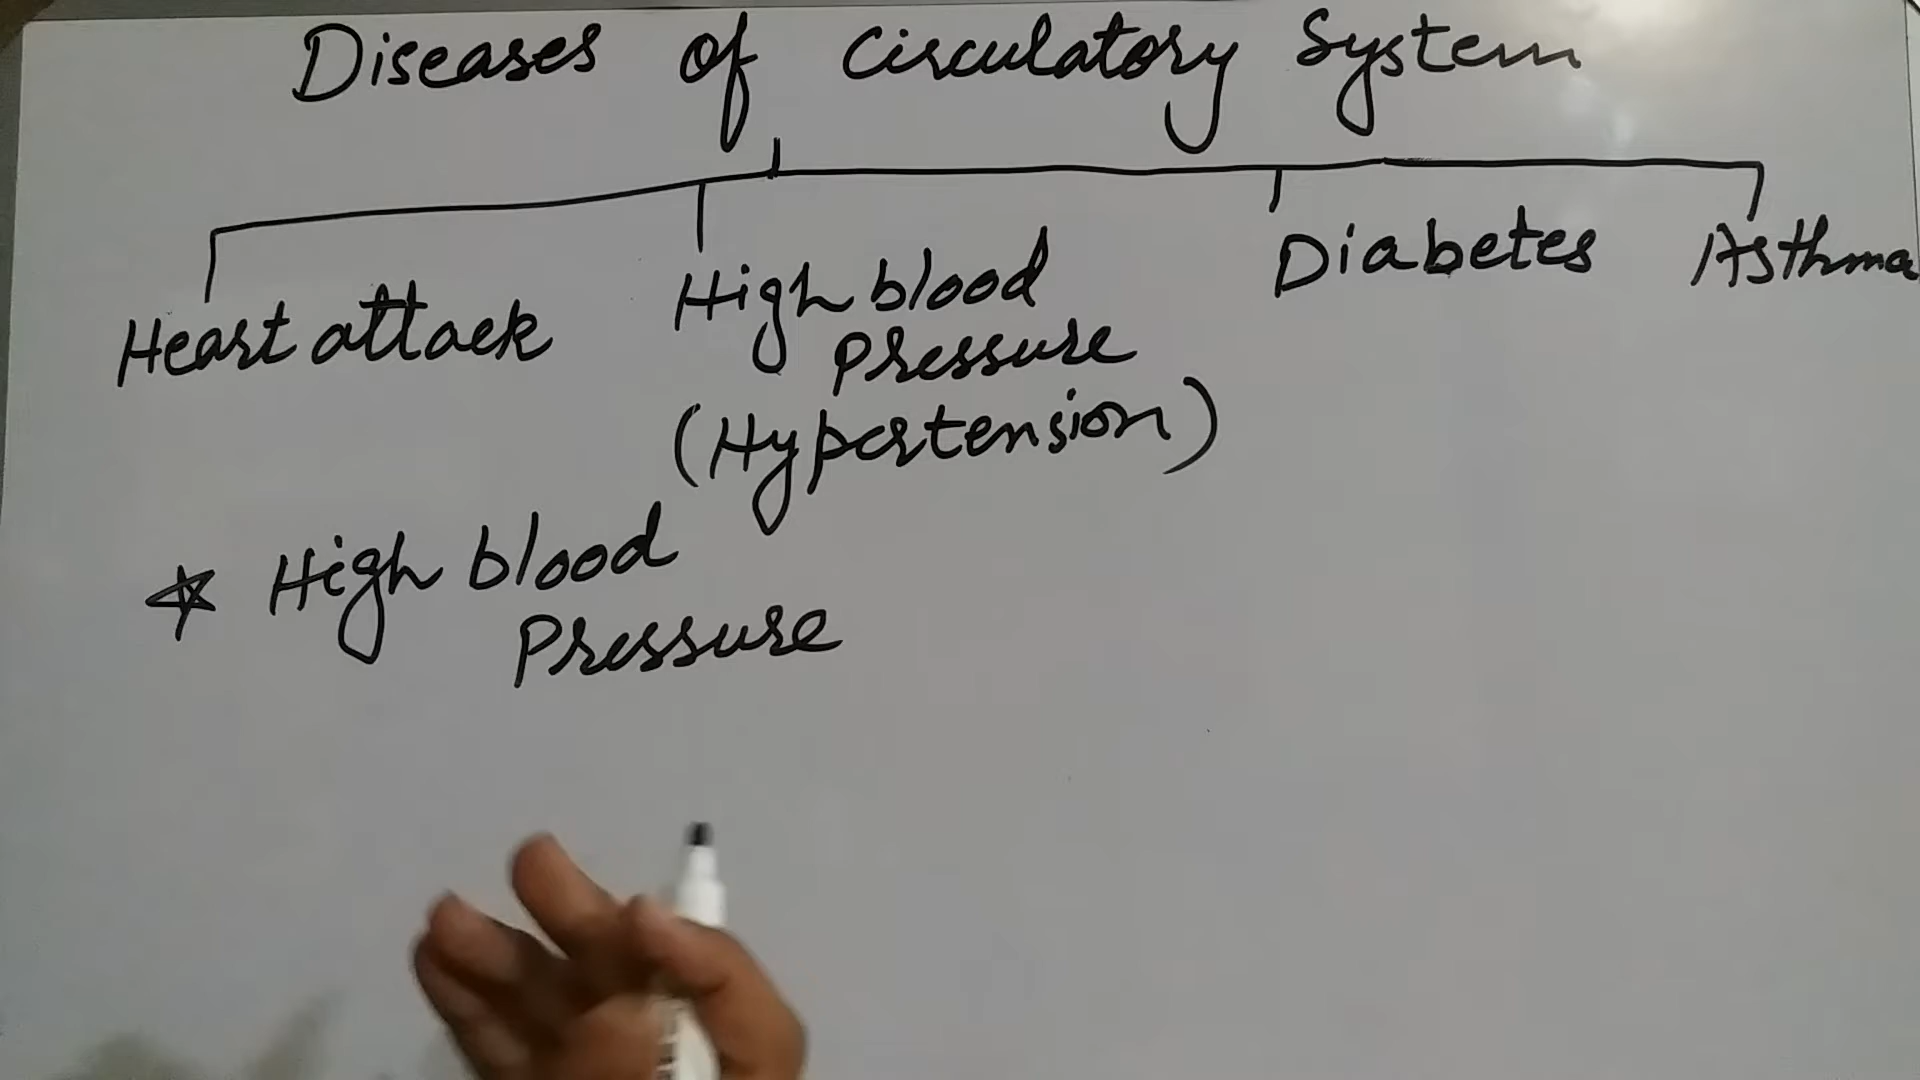 Diseases of Circulatory System
Heart attack
High blood
Pressure
(Hypertension)
Diabetes
Asthma
☆ High blood
Pressure